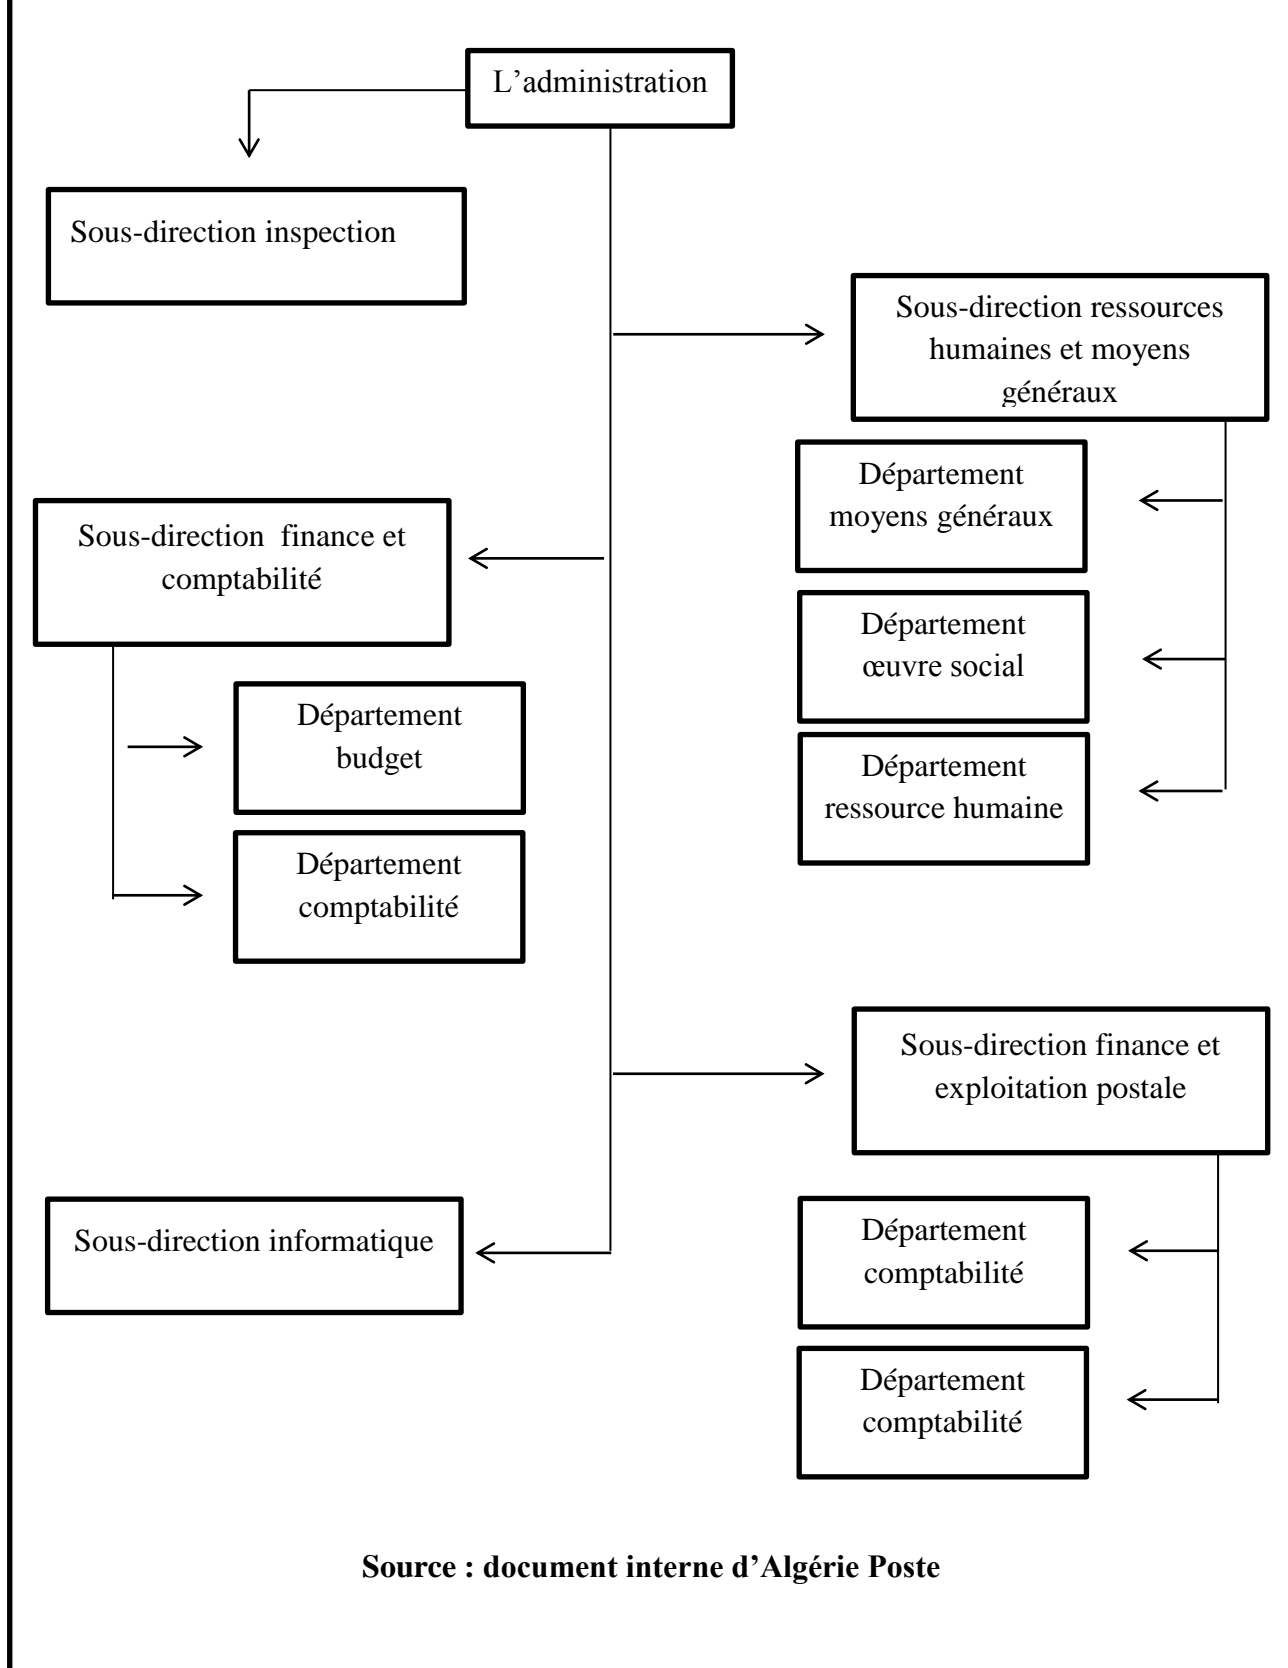 L’administration
Sous-direction inspection
Sous-direction ressources
humaines et moyens
généraux
Département
moyens généraux
Sous-direction finance et
comptabilité
Département
œuvre social
Département
budget
Département
ressource humaine
Département
comptabilité
Sous-direction finance et
exploitation postale
Sous-direction informatique
Département
comptabilité
Département
comptabilité
Source : document interne d’Algérie Poste